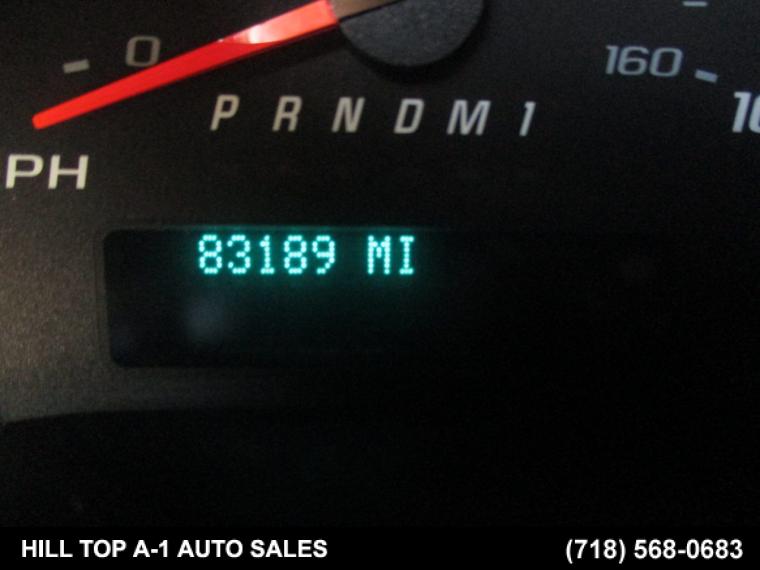 0
160
P R N D M 1
PH
83189 MI
HILL TOP A-1 AUTO SALES
(718) 568-0683